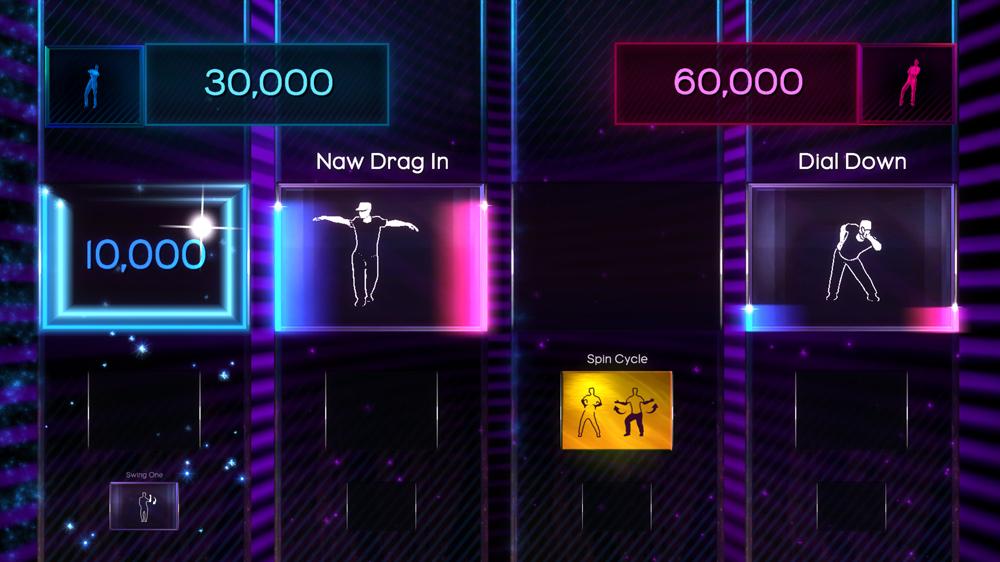 30,000
60,000
Naw Drag In
Dial Down
10,000
Spin Cycle
Swing One